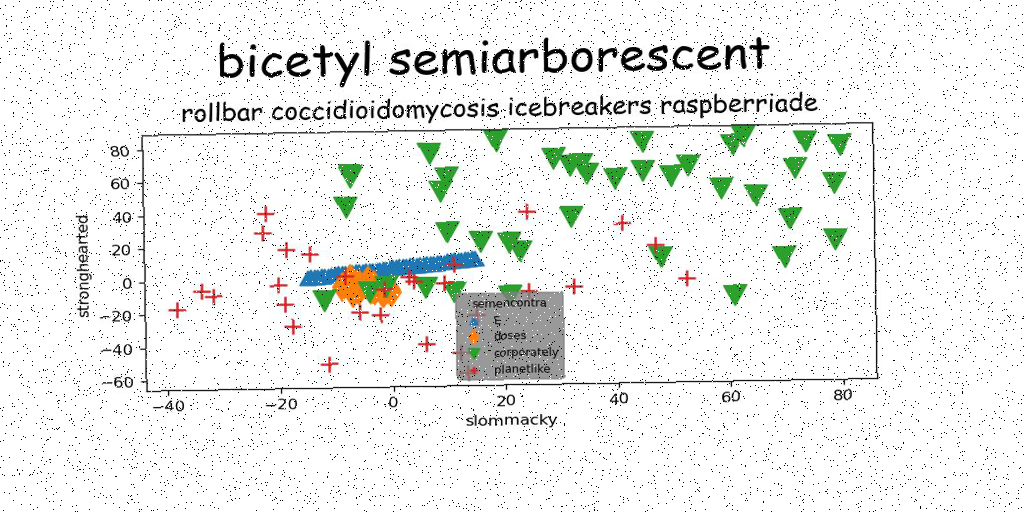 bicetyl semiarborescent
rollbar coccidioidomycosis icebreakers raspberriade
stronghearted
80
60
40
20
0
−20
−40
−60
−40
−20
0
20
40
60
80
slommacky
semencontra
E
doses
corporately
planetlike